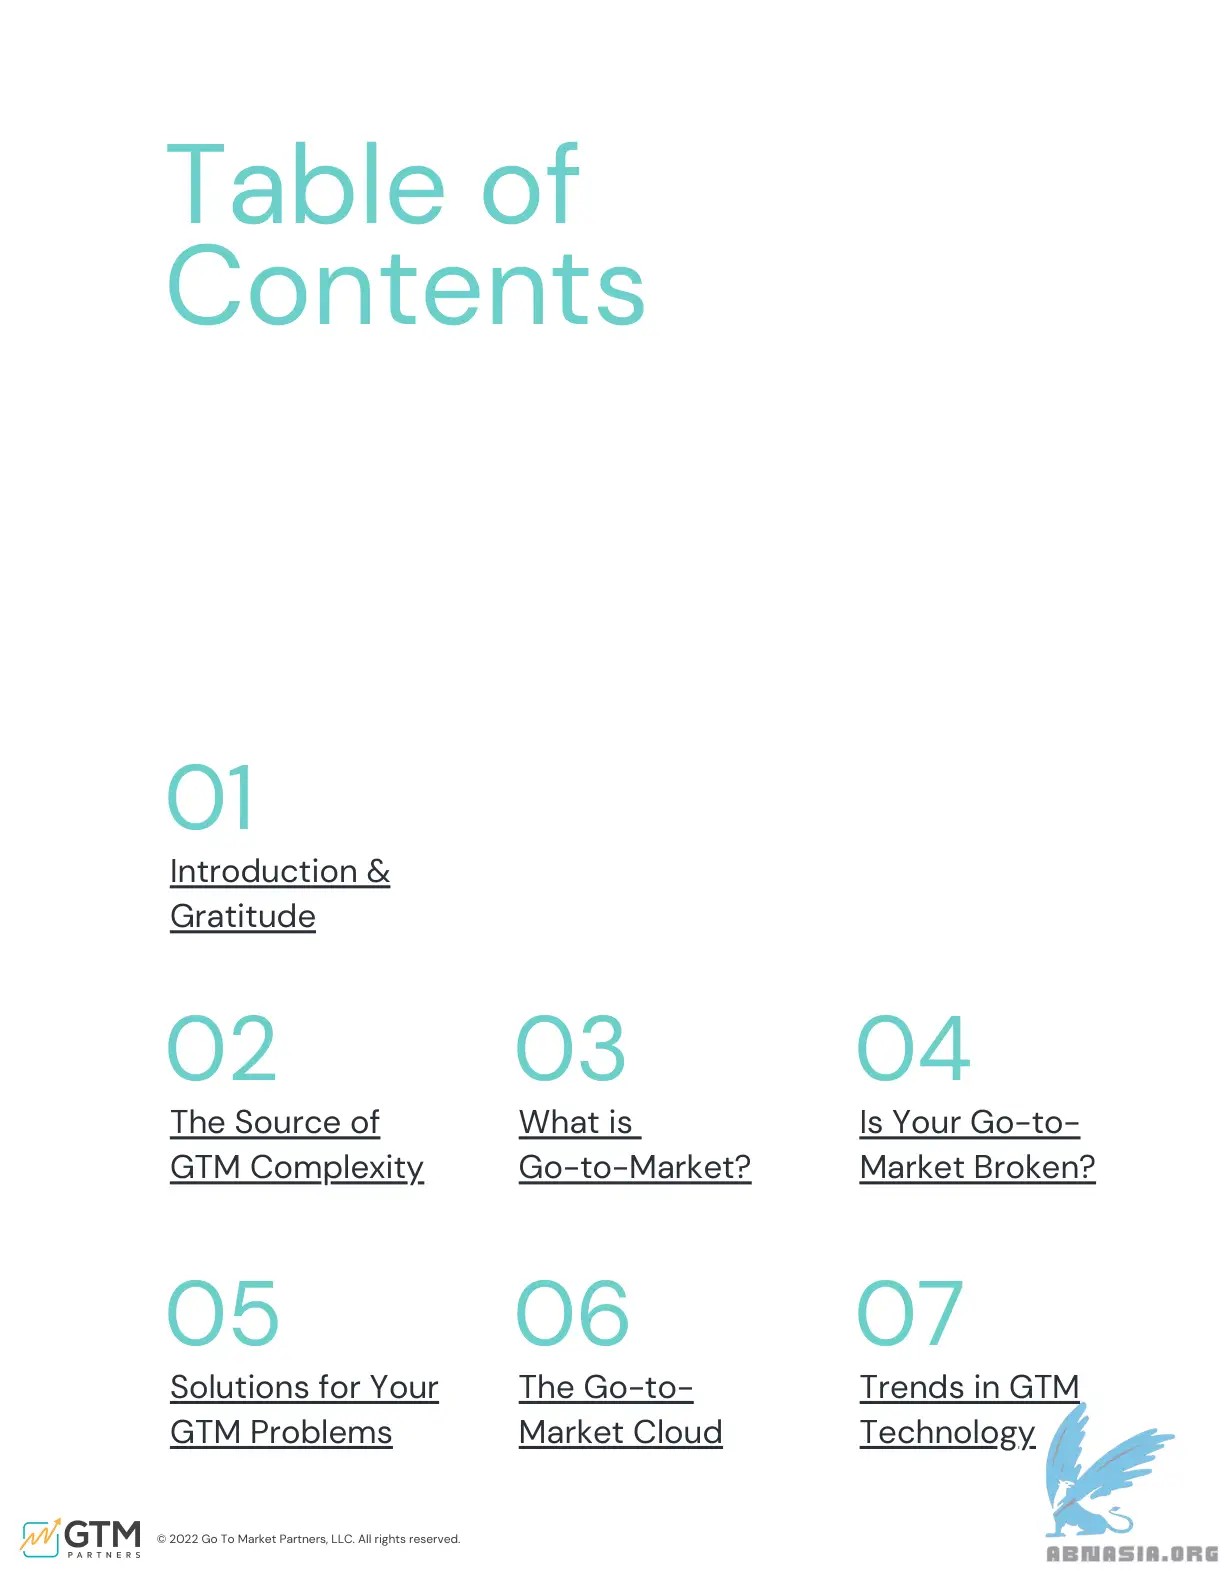 Table of
Contents
01
Introduction &
Gratitude
02
The Source of
GTM Complexity
03
What is
Go-to-Market?
04
Is Your Go-to-
Market Broken?
05
Solutions for Your
GTM Problems
06
The Go-to-
Market Cloud
07
Trends in GTM
Technology
GTM
PARTNERS
© 2022 Go To Market Partners, LLC. All rights reserved.
ABNASIA.ORG